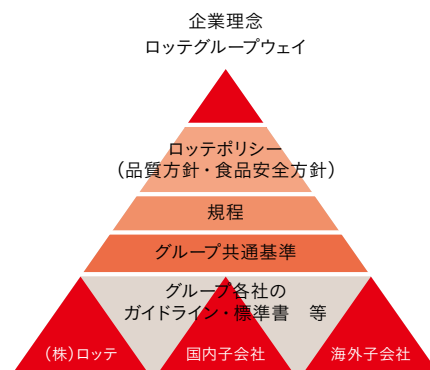 企業理念
ロッテグループウェイ
ロッテポリシー
（品質方針・食品安全方針）
規程
グループ共通基準
グループ各社の
ガイドライン・標準書　等
（株）ロッテ
国内子会社
海外子会社